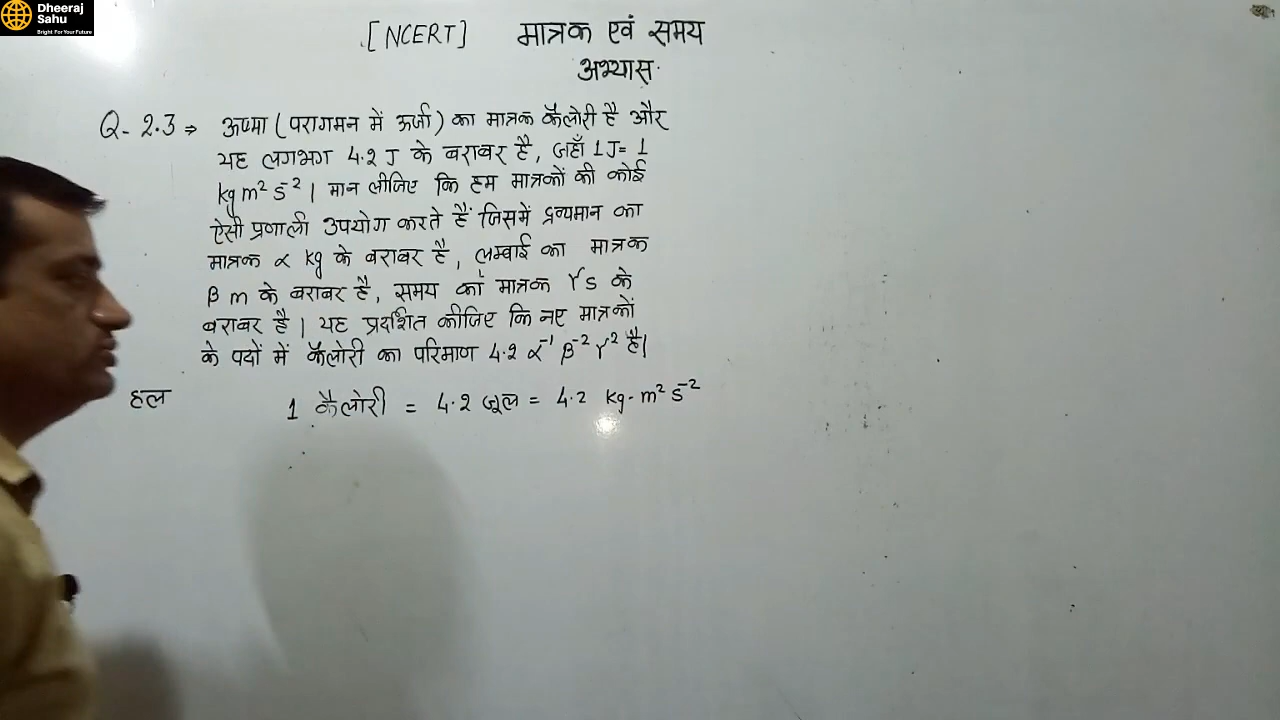 Dheeraj
Sahu
Bright For Your Future
[NCERT] मात्रक एवं समय
अभ्यास
Q- 2.3 ⇒ ऊष्मा (परागमन में ऊर्जा) का मात्रक कैलोरी है और
यह लगभग 4.2 J के बराबर है, जहाँ 1J = 1
kg m² s⁻² | मान लीजिए कि हम मात्रकों की कोई
ऐसी प्रणाली उपयोग करते हैं जिसमें द्रव्यमान का
मात्रक α kg के बराबर है, लम्बाई का मात्रक
β m के बराबर है, समय का मात्रक γ s के
बराबर है | यह प्रदर्शित कीजिए कि नए मात्रकों
के पदों में कैलोरी का परिमाण 4.2 α⁻¹ β⁻² γ² है|
हल 1 कैलोरी = 4.2 जूल = 4.2 kg-m² s⁻²